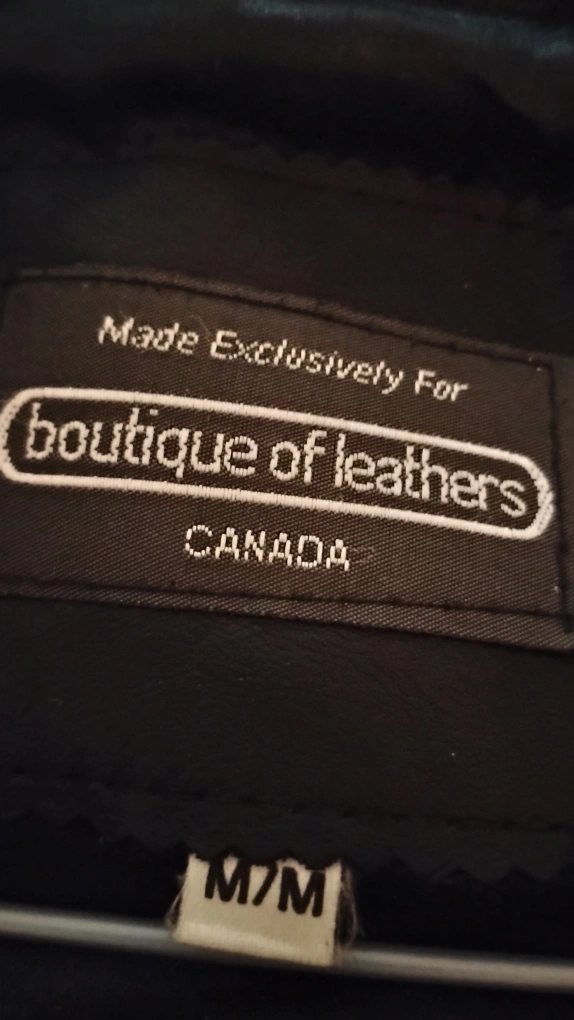 Made Exclusively For
boutique of leathers
CANADA
M/M